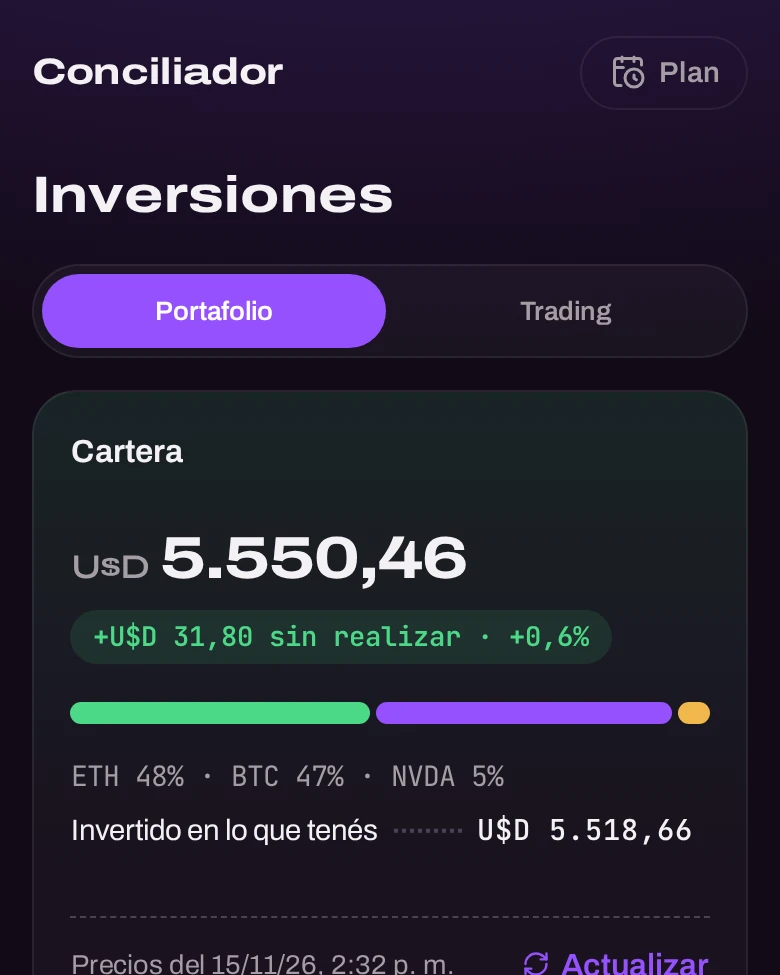 Conciliador
Plan
Inversiones
Portafolio
Trading
Cartera
U$D 5.550,46
+U$D 31,80 sin realizar · +0,6%
ETH 48% · BTC 47% · NVDA 5%
Invertido en lo que tenés ········· U$D 5.518,66
Precios del 15/11/26, 2:32 p. m.
Actualizar